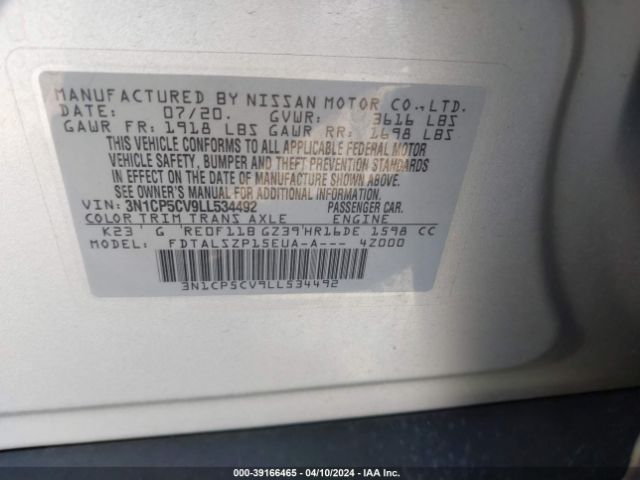 MANUFACTURED BY NISSAN MOTOR CO.,LTD.
DATE: 07/20. GVWR: 3616 LBS
GAWR FR: 1918 LBS GAWR RR: 1698 LBS
THIS VEHICLE CONFORMS TO ALL APPLICABLE FEDERAL MOTOR
VEHICLE SAFETY, BUMPER AND THEFT PREVENTION STANDARDS
IN EFFECT ON THE DATE OF MANUFACTURE SHOWN ABOVE.
SEE OWNER'S MANUAL FOR ADDITIONAL INFORMATION.
VIN: 3N1CP5CV9LL534492 PASSENGER CAR.
COLOR TRIM TRANS AXLE ENGINE
K23 G RE0F11B GZ39 HR16DE 1598 CC
MODEL: FDTALSZP15EUA-A--- 4Z000
3N1CP5CV9LL534492
000-39166465 - 04/10/2024 - IAA Inc.